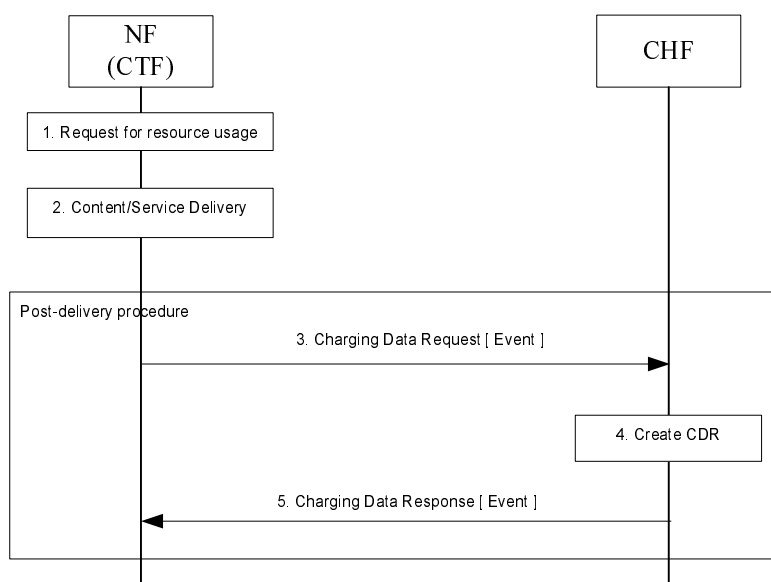 NF
(CTF)
CHF
1. Request for resource usage
2. Content/Service Delivery
Post-delivery procedure
3. Charging Data Request [ Event ]
4. Create CDR
5. Charging Data Response [ Event ]